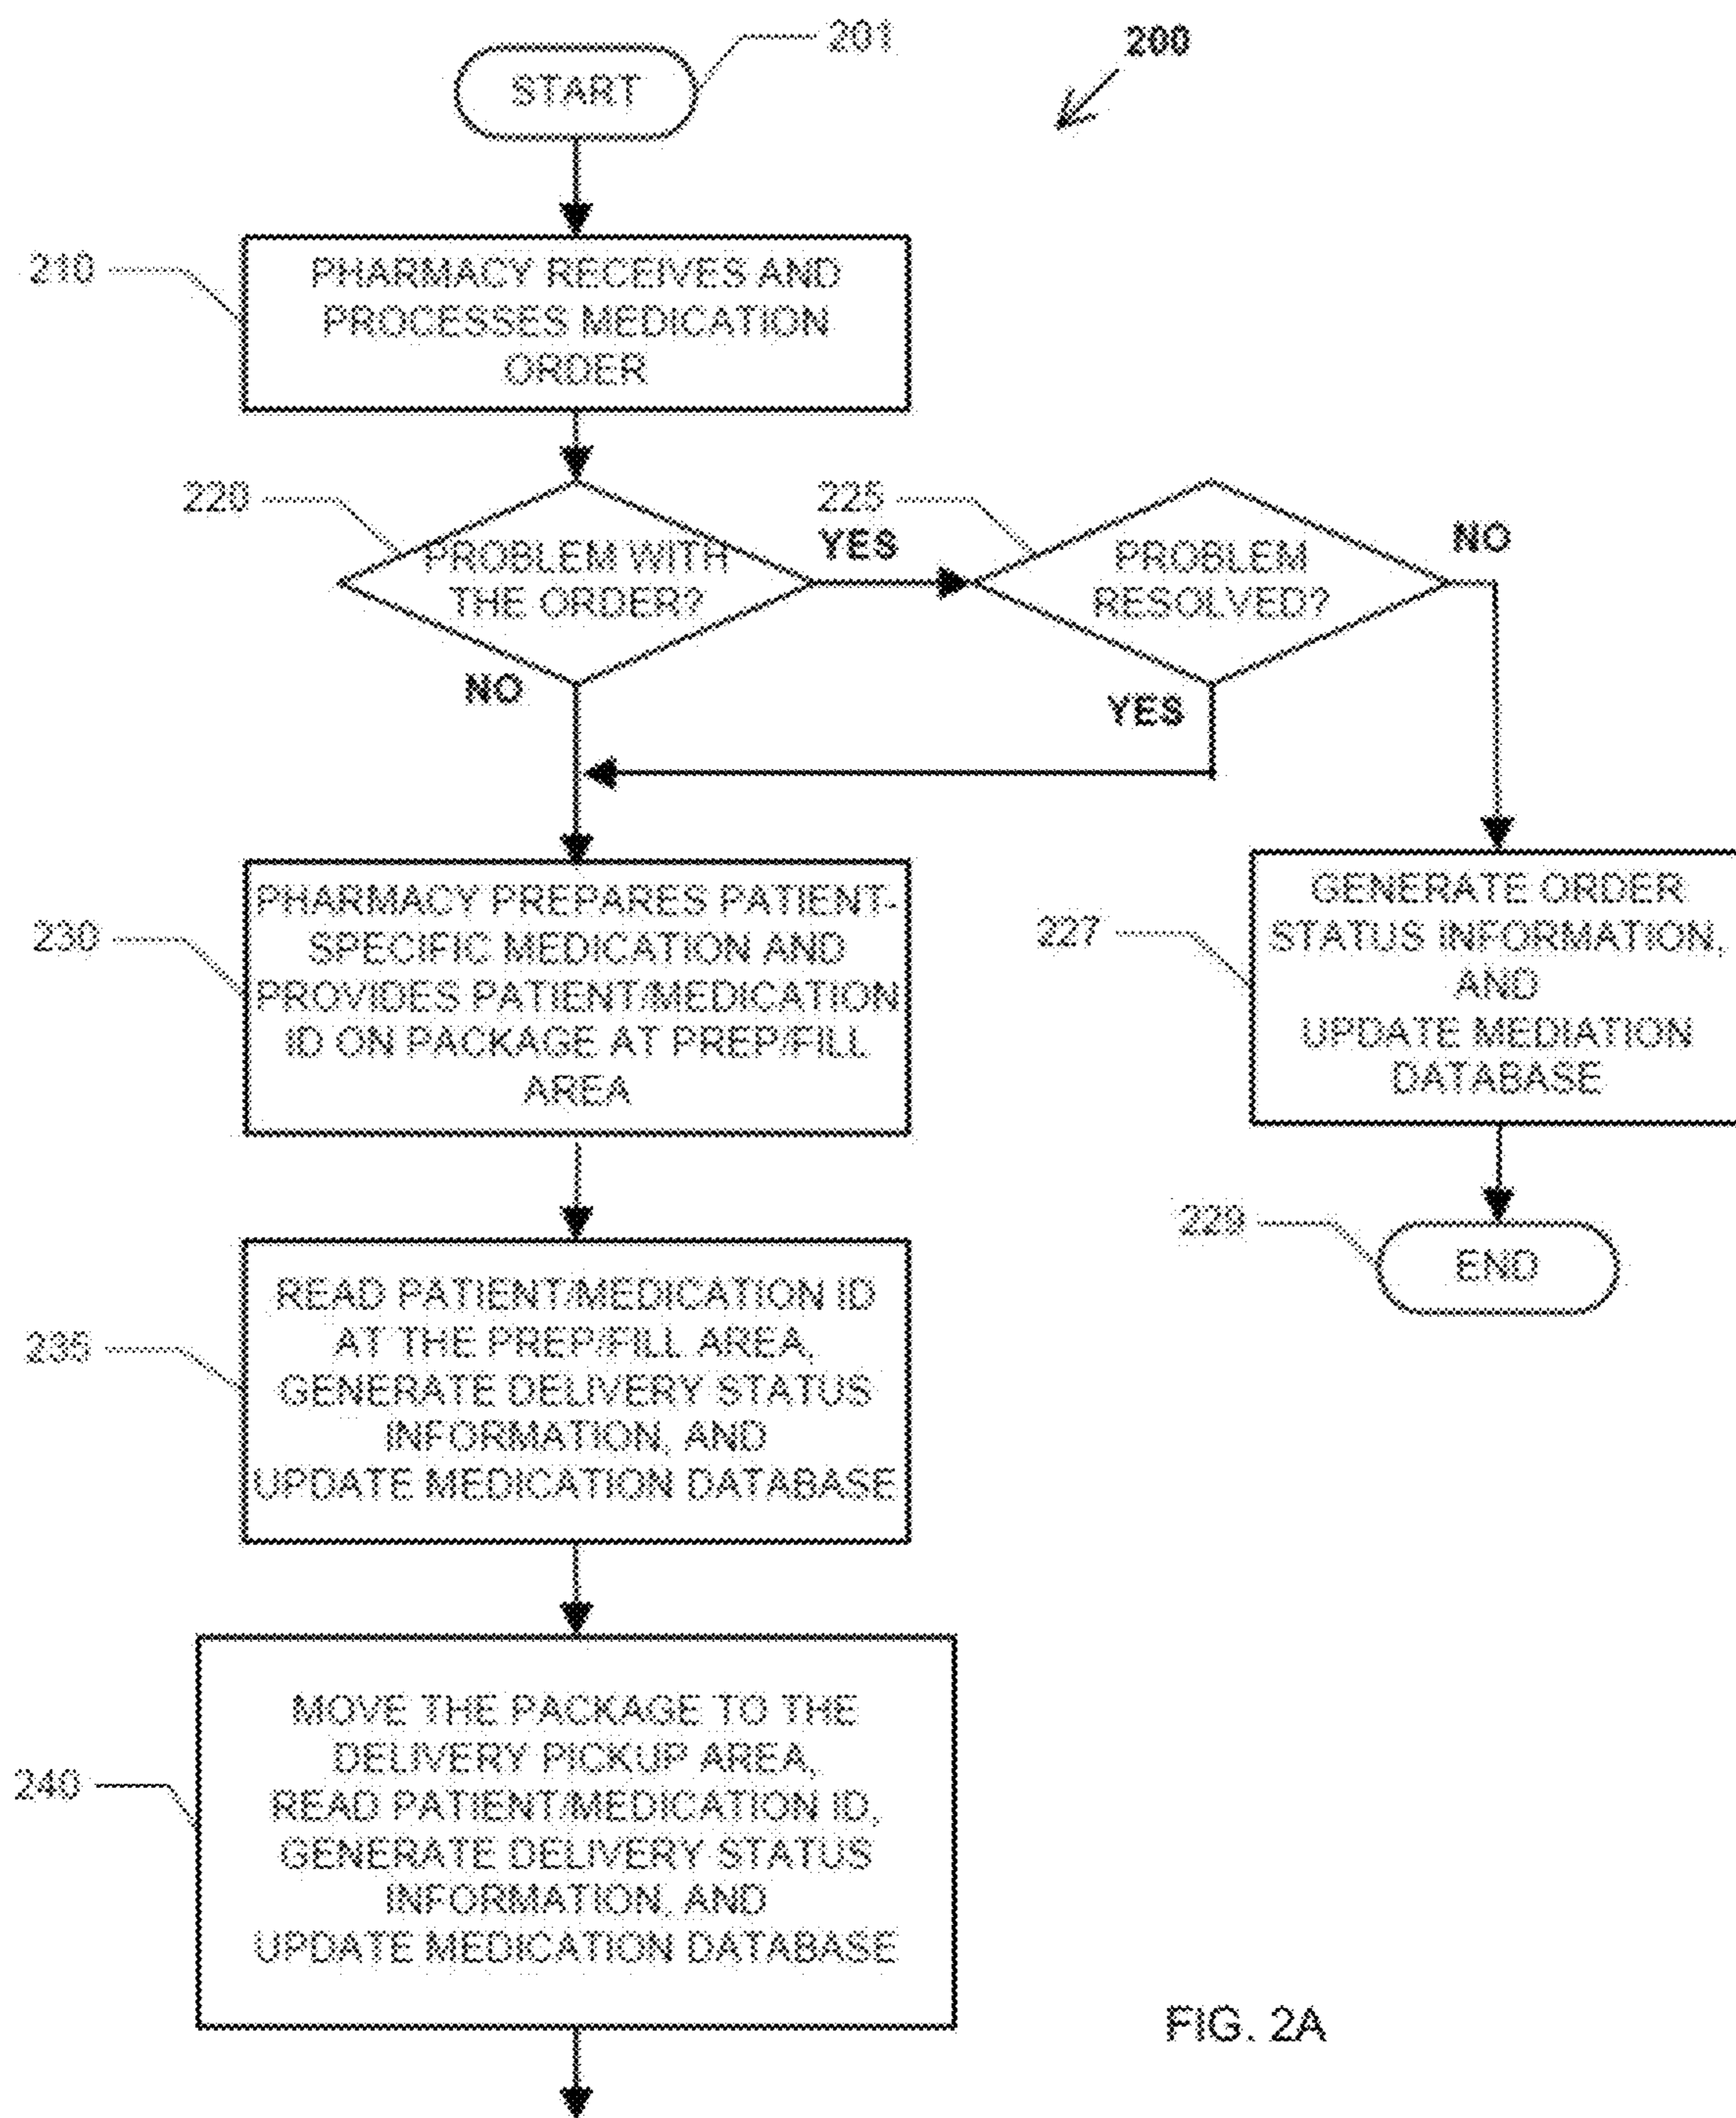 201
200
START
210
PHARMACY RECEIVES AND
PROCESSES MEDICATION
ORDER
220
225
PROBLEM WITH
THE ORDER?
YES
PROBLEM
RESOLVED?
NO
NO
YES
230
PHARMACY PREPARES PATIENT-
SPECIFIC MEDICATION AND
PROVIDES PATIENT/MEDICATION
ID ON PACKAGE AT PREP/FILL
AREA
227
GENERATE ORDER
STATUS INFORMATION,
AND
UPDATE MEDIATION
DATABASE
229
END
235
READ PATIENT/MEDICATION ID
AT THE PREP/FILL AREA,
GENERATE DELIVERY STATUS
INFORMATION, AND
UPDATE MEDICATION DATABASE
240
MOVE THE PACKAGE TO THE
DELIVERY PICKUP AREA,
READ PATIENT/MEDICATION ID,
GENERATE DELIVERY STATUS
INFORMATION, AND
UPDATE MEDICATION DATABASE
FIG. 2A